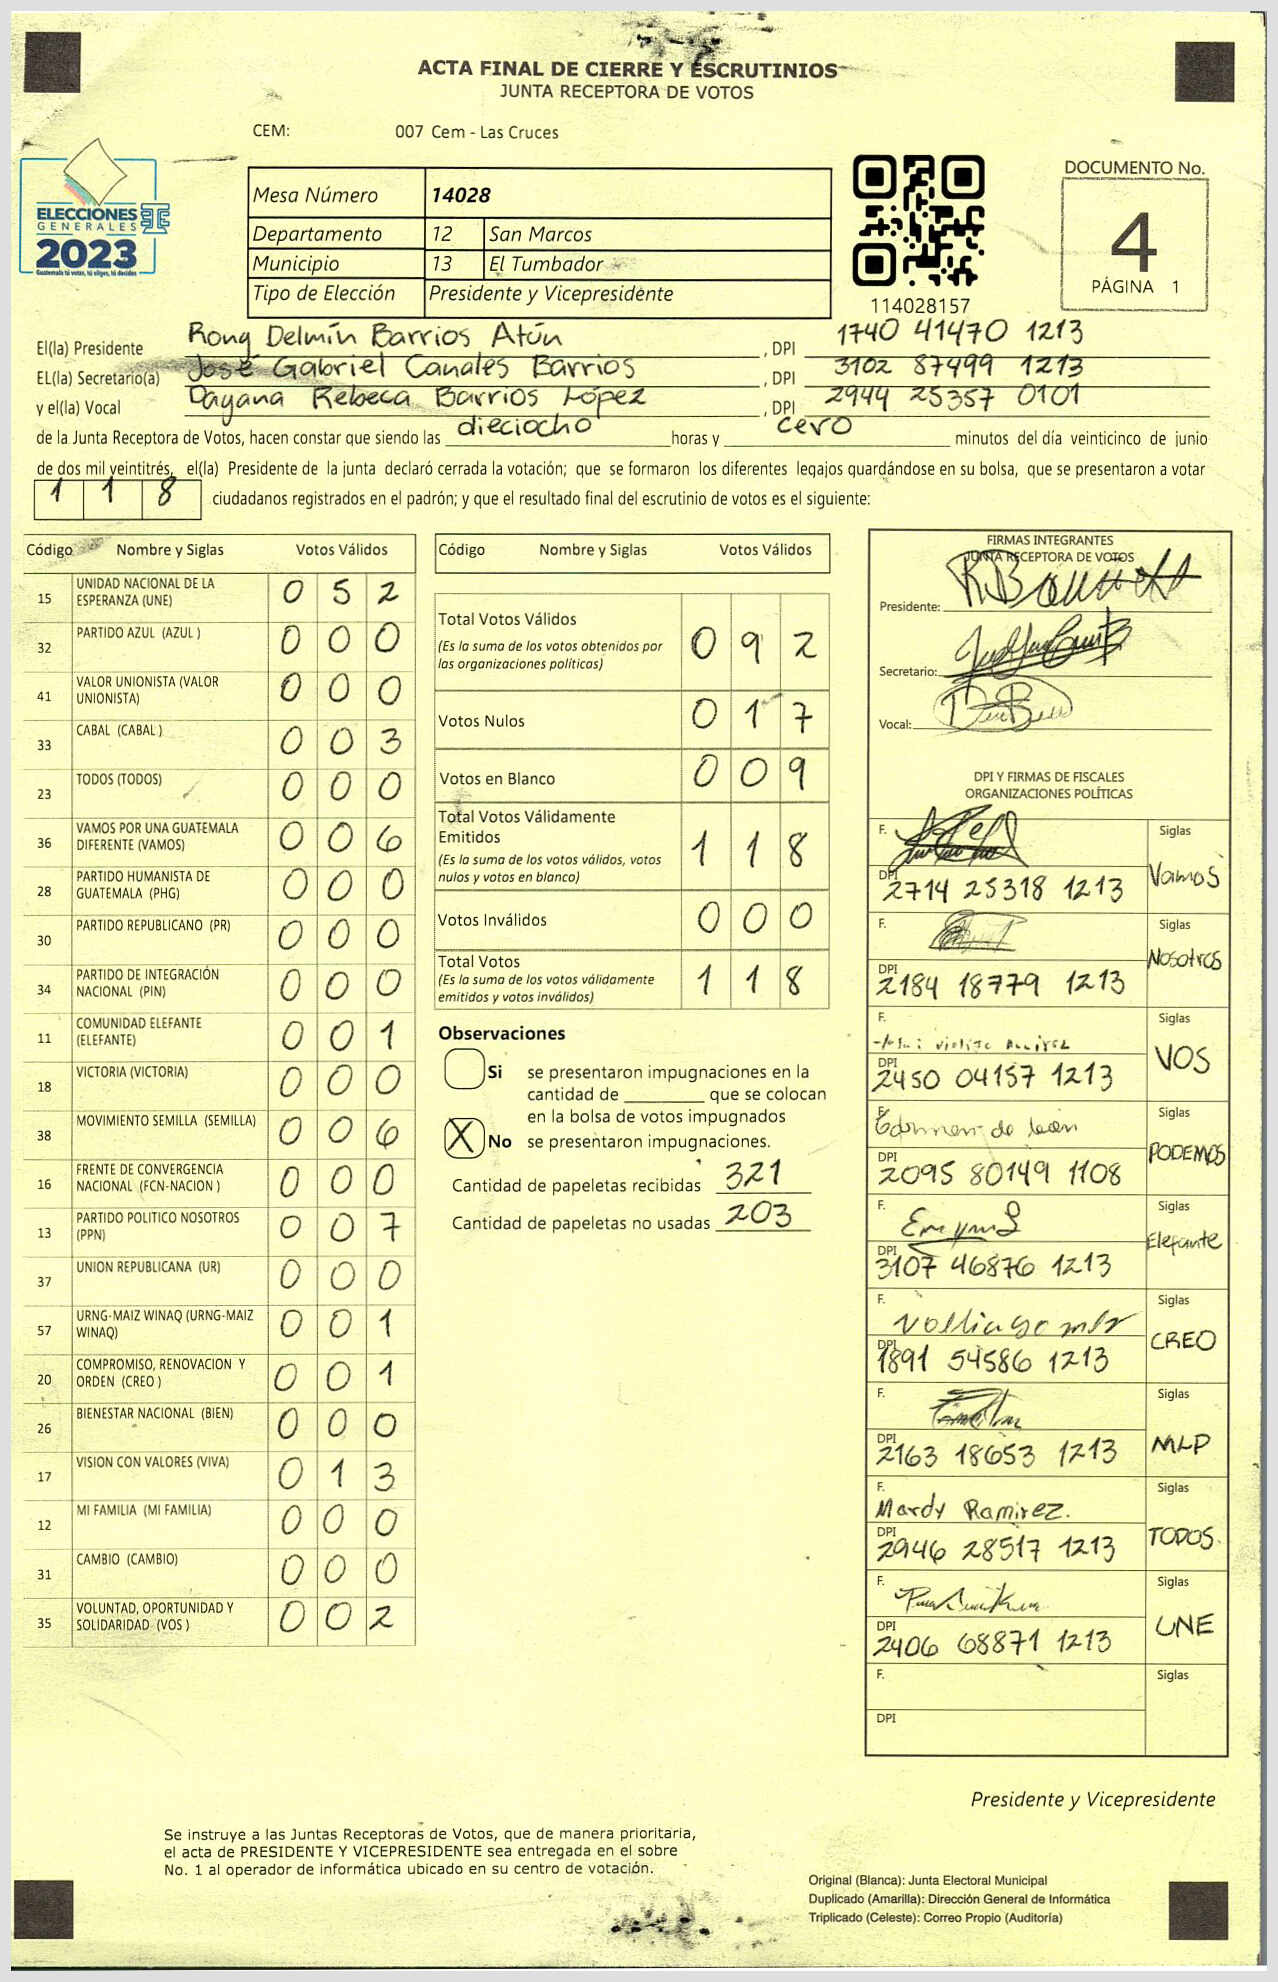 ACTA FINAL DE CIERRE Y ESCRUTINIOS
JUNTA RECEPTORA DE VOTOS
CEM: 007 Cem - Las Cruces
ELECCIONES
GENERALES
2023
Guatemala tú votas, tú eliges, tú decides
Mesa Número 14028
Departamento 12 San Marcos
Municipio 13 El Tumbador
Tipo de Elección Presidente y Vicepresidente
114028157
DOCUMENTO No.
4
PÁGINA 1
El(la) Presidente Rony Delmín Barrios Atún , DPI 1740 41470 1213
EL(la) Secretario(a) José Gabriel Canales Barrios , DPI 3102 87499 1213
y el(la) Vocal Dayana Rebeca Barrios López , DPI 2944 25357 0101
de la Junta Receptora de Votos, hacen constar que siendo las dieciocho horas y cero minutos del día veinticinco de junio
de dos mil veintitrés, el(la) Presidente de la junta declaró cerrada la votación; que se formaron los diferentes legajos guardándose en su bolsa, que se presentaron a votar
1 1 8 ciudadanos registrados en el padrón; y que el resultado final del escrutinio de votos es el siguiente:
Código Nombre y Siglas Votos Válidos
15 UNIDAD NACIONAL DE LA
ESPERANZA (UNE) 0 5 2
32 PARTIDO AZUL (AZUL ) 0 0 0
41 VALOR UNIONISTA (VALOR
UNIONISTA) 0 0 0
33 CABAL (CABAL ) 0 0 3
23 TODOS (TODOS) 0 0 0
36 VAMOS POR UNA GUATEMALA
DIFERENTE (VAMOS) 0 0 6
28 PARTIDO HUMANISTA DE
GUATEMALA (PHG) 0 0 0
30 PARTIDO REPUBLICANO (PR) 0 0 0
34 PARTIDO DE INTEGRACIÓN
NACIONAL (PIN) 0 0 0
11 COMUNIDAD ELEFANTE
(ELEFANTE) 0 0 1
18 VICTORIA (VICTORIA) 0 0 0
38 MOVIMIENTO SEMILLA (SEMILLA) 0 0 6
16 FRENTE DE CONVERGENCIA
NACIONAL (FCN-NACION ) 0 0 0
13 PARTIDO POLITICO NOSOTROS
(PPN) 0 0 7
37 UNION REPUBLICANA (UR) 0 0 0
57 URNG-MAIZ WINAQ (URNG-MAIZ
WINAQ) 0 0 1
20 COMPROMISO, RENOVACION Y
ORDEN (CREO ) 0 0 1
26 BIENESTAR NACIONAL (BIEN) 0 0 0
17 VISION CON VALORES (VIVA) 0 1 3
12 MI FAMILIA (MI FAMILIA) 0 0 0
31 CAMBIO (CAMBIO) 0 0 0
35 VOLUNTAD, OPORTUNIDAD Y
SOLIDARIDAD (VOS ) 0 0 2
Código Nombre y Siglas Votos Válidos
Total Votos Válidos
(Es la suma de los votos obtenidos por
las organizaciones políticas) 0 9 2
Votos Nulos 0 1 7
Votos en Blanco 0 0 9
Total Votos Válidamente
Emitidos
(Es la suma de los votos válidos, votos
nulos y votos en blanco) 1 1 8
Votos Inválidos 0 0 0
Total Votos
(Es la suma de los votos válidamente
emitidos y votos inválidos) 1 1 8
Observaciones
Si se presentaron impugnaciones en la
cantidad de ________ que se colocan
en la bolsa de votos impugnados
X No se presentaron impugnaciones.
Cantidad de papeletas recibidas 321
Cantidad de papeletas no usadas 203
FIRMAS INTEGRANTES
JUNTA RECEPTORA DE VOTOS
Presidente:
Secretario:
Vocal:
DPI Y FIRMAS DE FISCALES
ORGANIZACIONES POLÍTICAS
F. Siglas
DPI 2714 25318 1213 Vamos
F. Siglas
DPI 2184 18779 1213 Nosotros
F. Siglas
DPI 2450 04157 1213 VOS
F. de león Siglas
DPI 2095 80149 1108 PODEMOS
F. Siglas
DPI 3107 46876 1213 Elefante
F. Siglas
DPI 1891 54586 1213 CREO
F. Siglas
DPI 2163 18653 1213 MLP
F. Mardy Ramirez. Siglas
DPI 2946 28517 1213 TODOS.
F. Siglas
DPI 2406 68871 1213 UNE
F. Siglas
DPI
Presidente y Vicepresidente
Se instruye a las Juntas Receptoras de Votos, que de manera prioritaria,
el acta de PRESIDENTE Y VICEPRESIDENTE sea entregada en el sobre
No. 1 al operador de informática ubicado en su centro de votación.
Original (Blanca): Junta Electoral Municipal
Duplicado (Amarilla): Dirección General de Informática
Triplicado (Celeste): Correo Propio (Auditoría)